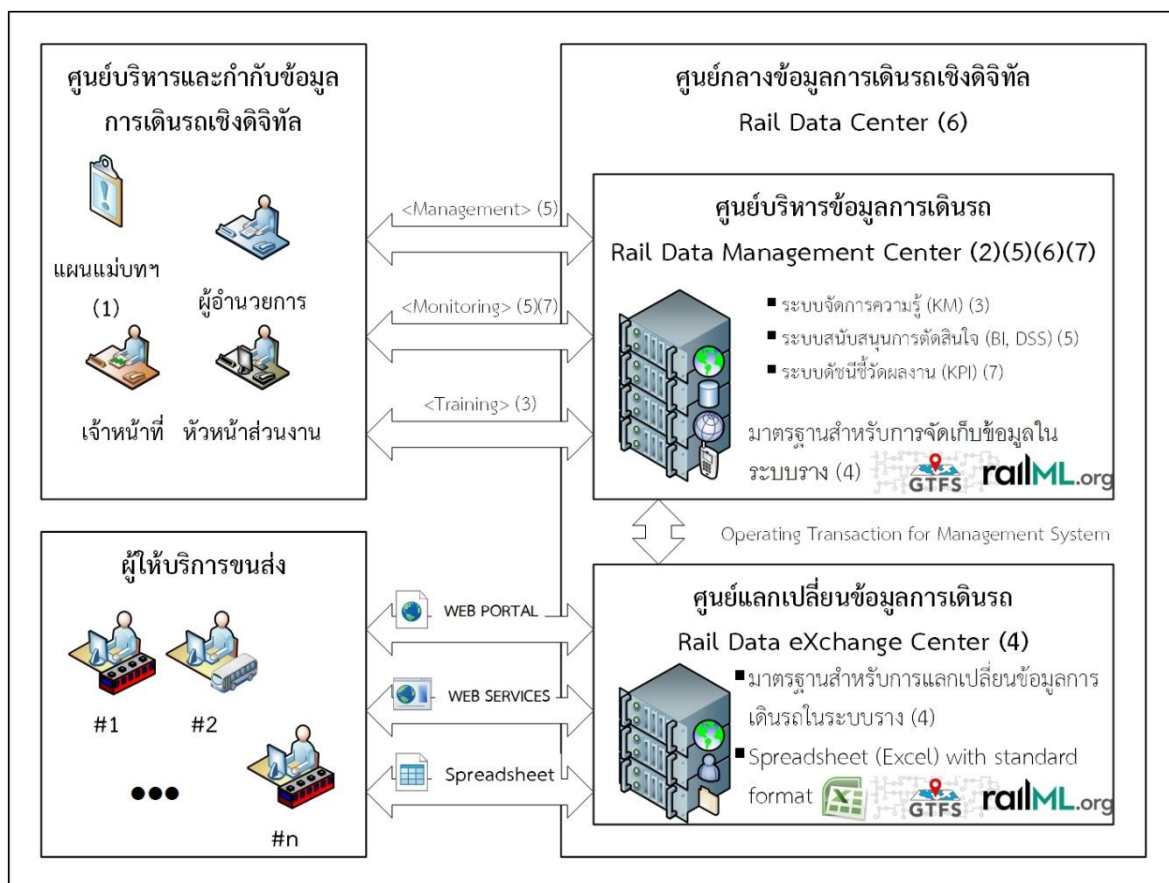 ศูนย์บริหารและกำกับข้อมูล
การเดินรถเชิงดิจิทัล
แผนแม่บทฯ
(1)
ผู้อำนวยการ
เจ้าหน้าที่
หัวหน้าส่วนงาน
<Management> (5)
<Monitoring> (5)(7)
<Training> (3)
ศูนย์กลางข้อมูลการเดินรถเชิงดิจิทัล
Rail Data Center (6)
ศูนย์บริหารข้อมูลการเดินรถ
Rail Data Management Center (2)(5)(6)(7)
▪ ระบบจัดการความรู้ (KM) (3)
▪ ระบบสนับสนุนการตัดสินใจ (BI, DSS) (5)
▪ ระบบดัชนีชี้วัดผลงาน (KPI) (7)
มาตรฐานสำหรับการจัดเก็บข้อมูลใน
ระบบราง (4)
GTFS
railML.org
Operating Transaction for Management System
ผู้ให้บริการขนส่ง
#1
#2
•••
#n
WEB PORTAL
WEB SERVICES
Spreadsheet
ศูนย์แลกเปลี่ยนข้อมูลการเดินรถ
Rail Data eXchange Center (4)
▪ มาตรฐานสำหรับการแลกเปลี่ยนข้อมูลการ
เดินรถในระบบราง (4)
▪ Spreadsheet (Excel) with standard
format
GTFS
railML.org